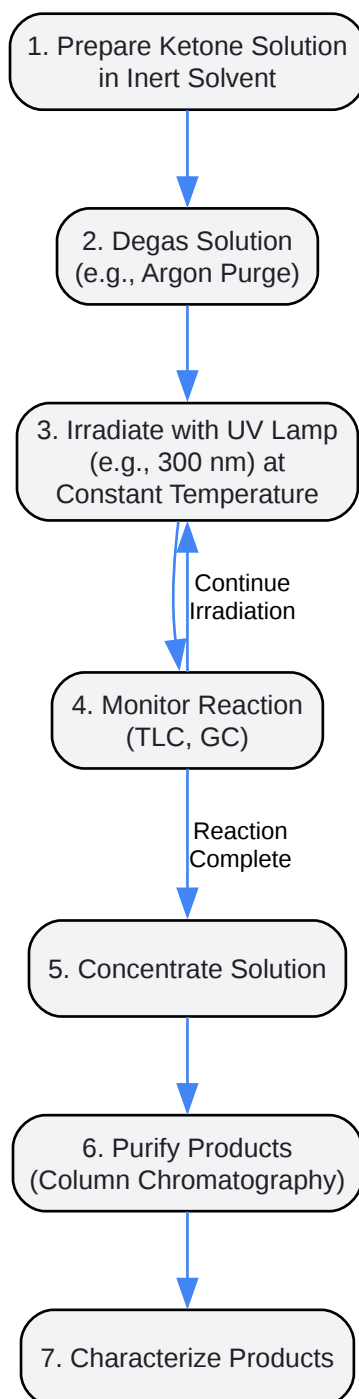 1. Prepare Ketone Solution
in Inert Solvent
2. Degas Solution
(e.g., Argon Purge)
3. Irradiate with UV Lamp
(e.g., 300 nm) at
Constant Temperature
Continue
Irradiation
4. Monitor Reaction
(TLC, GC)
Reaction
Complete
5. Concentrate Solution
6. Purify Products
(Column Chromatography)
7. Characterize Products